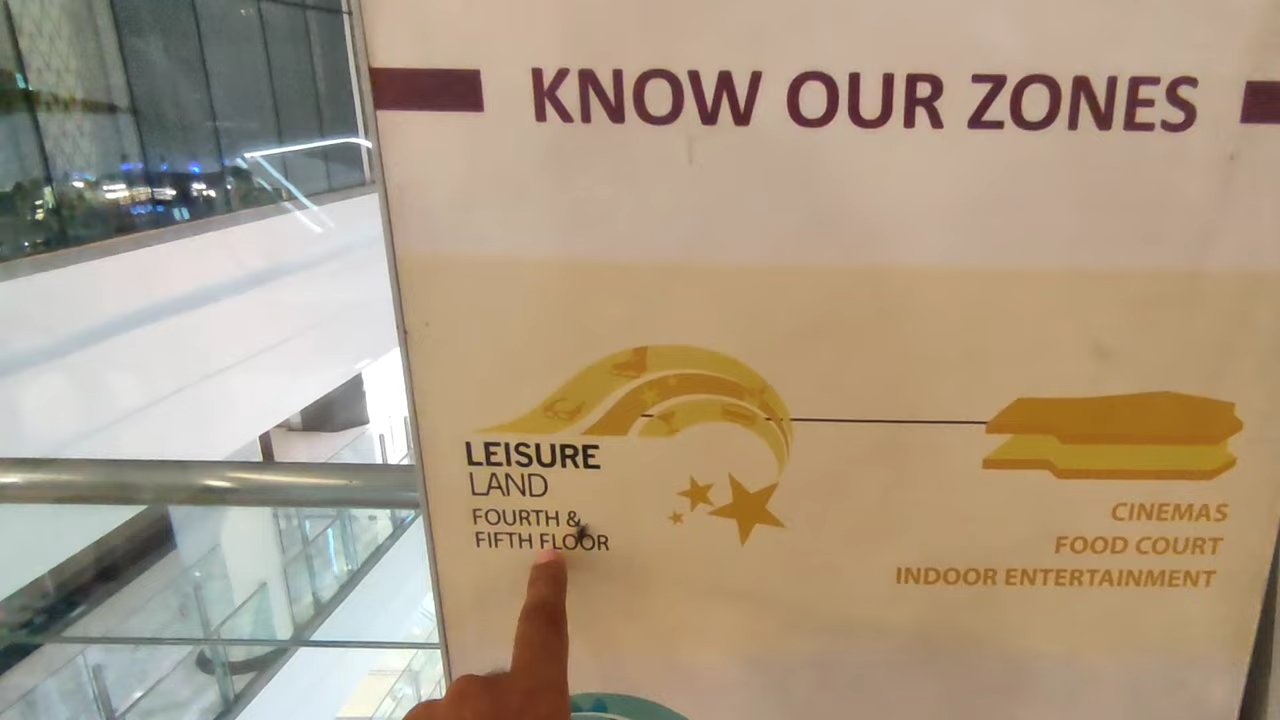 KNOW OUR ZONES
LEISURE
LAND
FOURTH &
FIFTH FLOOR
CINEMAS
FOOD COURT
INDOOR ENTERTAINMENT